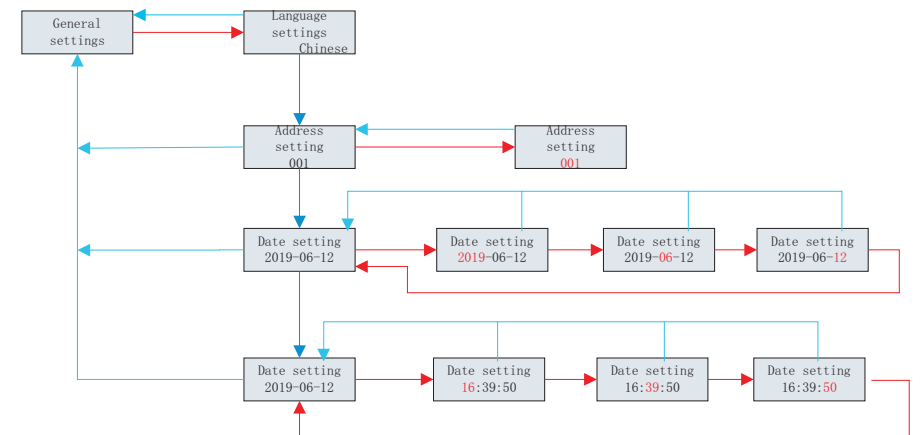 General
settings
Language
settings
Chinese
Address
setting
001
Address
setting
001
Date setting
2019-06-12
Date setting
2019-06-12
Date setting
2019-06-12
Date setting
2019-06-12
Date setting
2019-06-12
Date setting
16:39:50
Date setting
16:39:50
Date setting
16:39:50